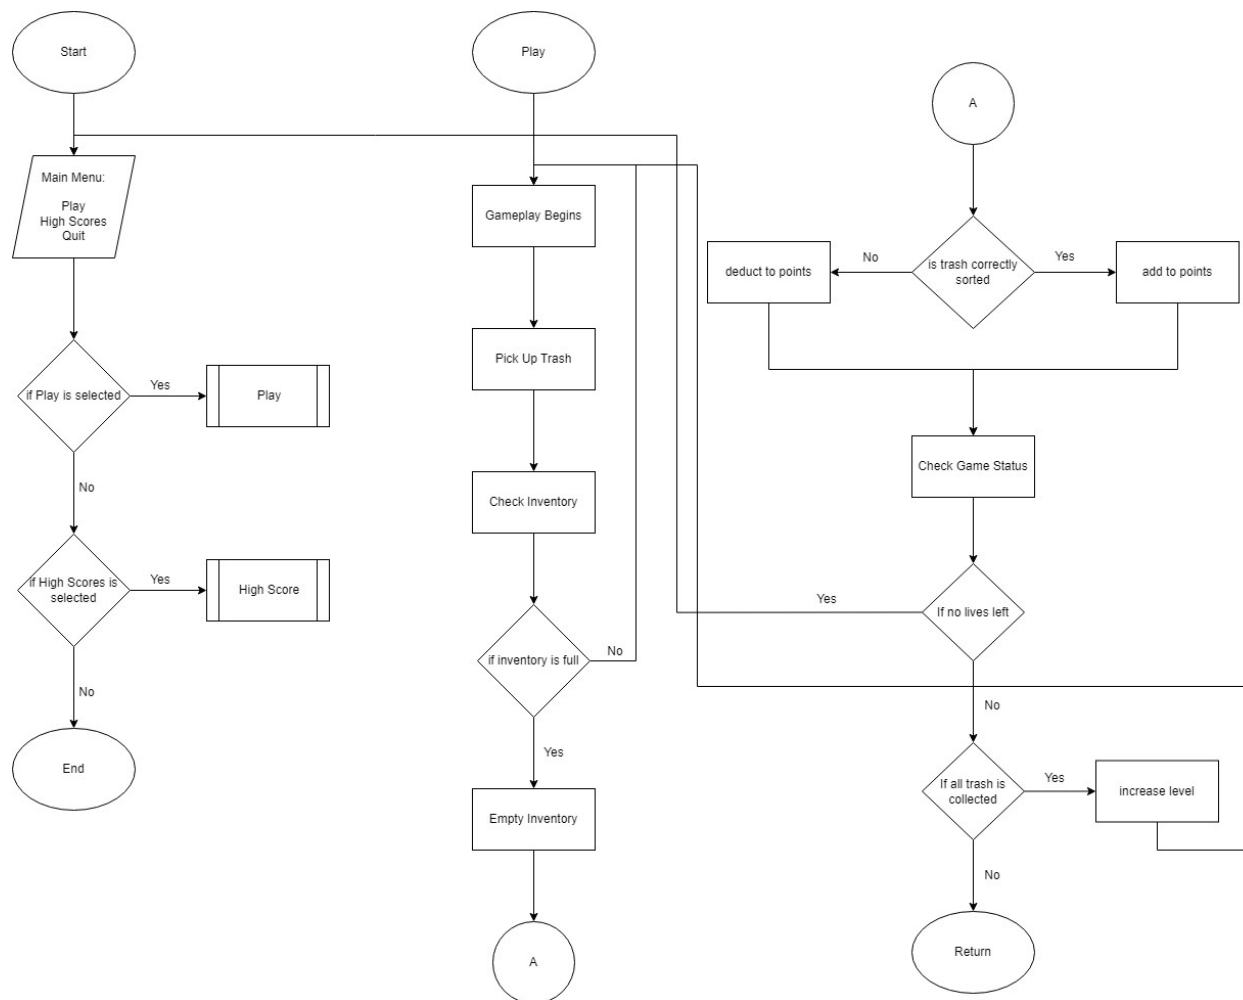 Start
Main Menu:
Play
High Scores
Quit
if Play is selected
Yes
Play
No
if High Scores is
selected
Yes
High Score
No
End
Play
Gameplay Begins
Pick Up Trash
Check Inventory
if inventory is full
No
Yes
Empty Inventory
A
A
is trash correctly
sorted
No
deduct to points
Yes
add to points
Check Game Status
If no lives left
Yes
No
If all trash is
collected
Yes
increase level
No
Return